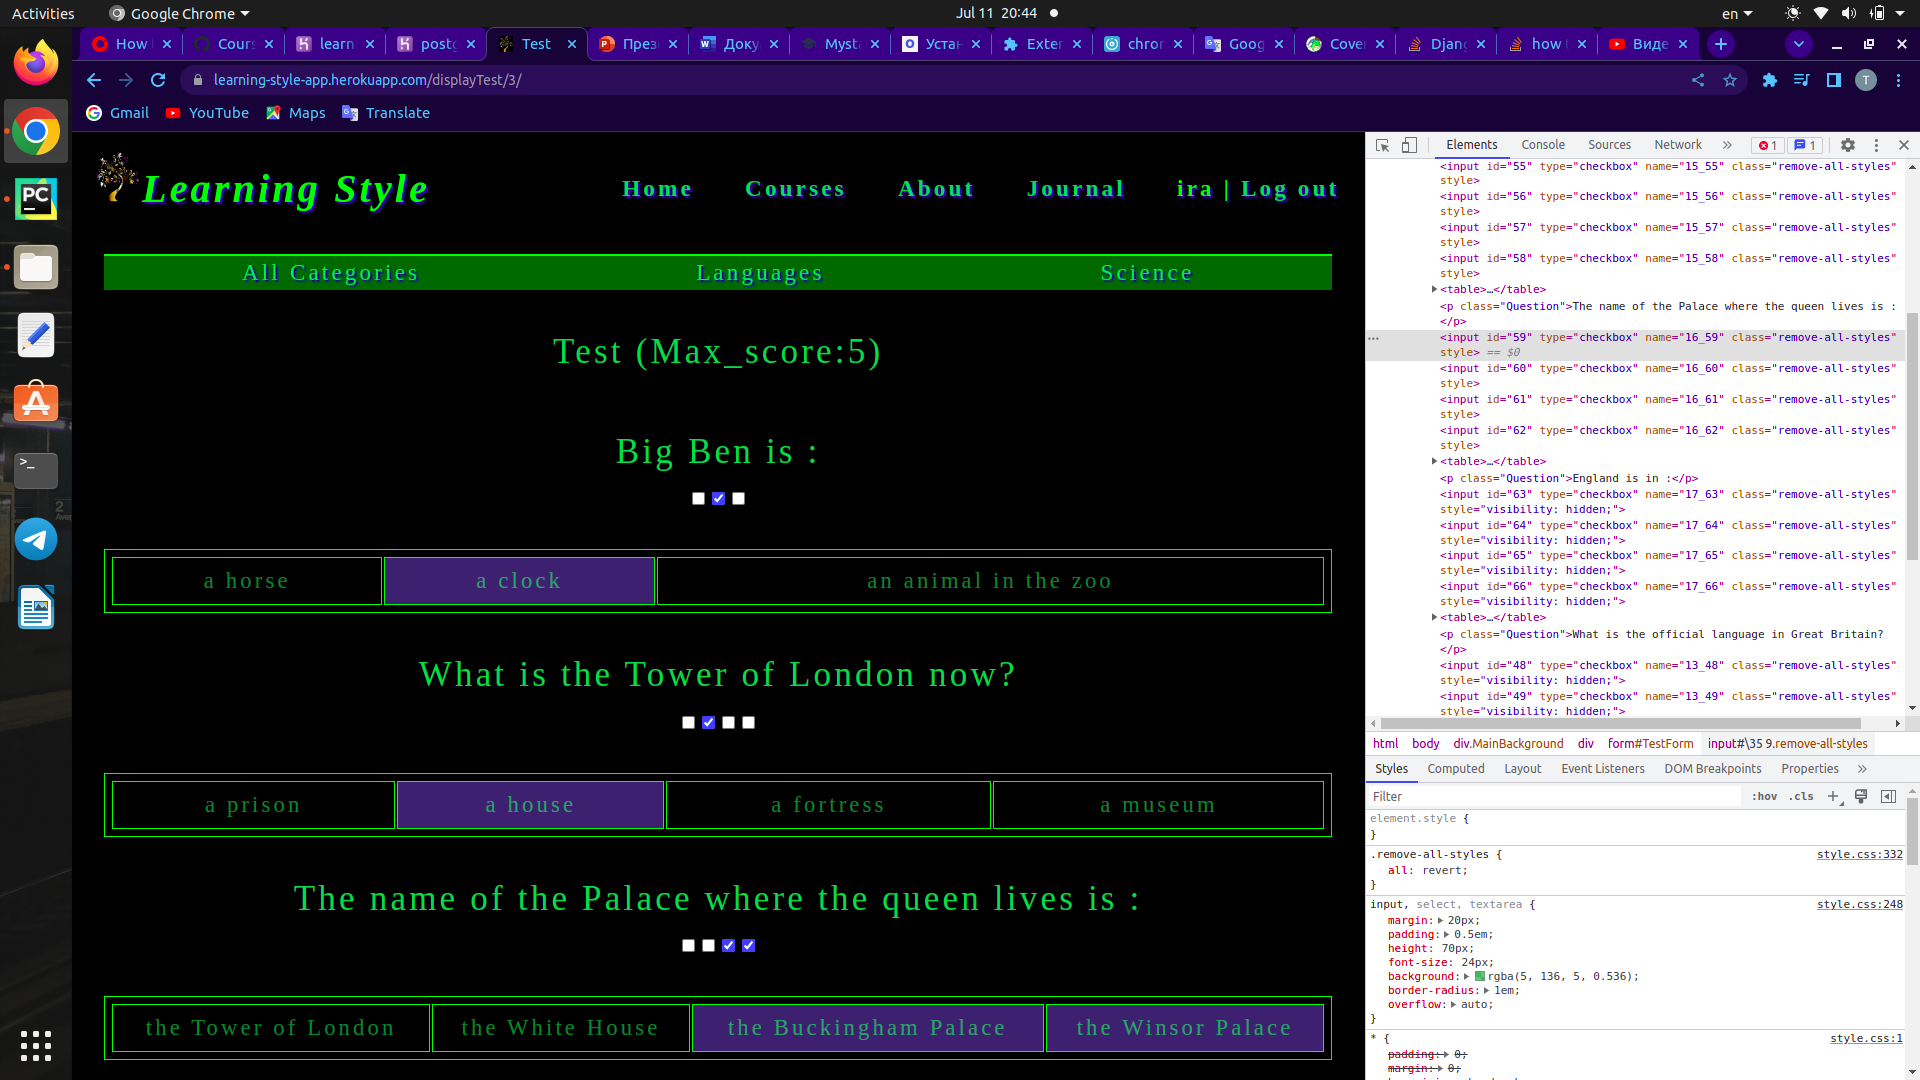 Activities
Google Chrome
Jul 11 20:44
en
How
Cours
learn
postg
Test
През
Доку
Mysta
Устан
Exter
chror
Goog
Cover
Djang
how t
Виде
learning-style-app.herokuapp.com/displayTest/3/
T
Gmail
YouTube
Maps
Translate
Learning Style
Home
Courses
About
Journal
ira | Log out
All Categories
Languages
Science
Test (Max_score:5)
Big Ben is :
a horse
a clock
an animal in the zoo
What is the Tower of London now?
a prison
a house
a fortress
a museum
The name of the Palace where the queen lives is :
the Tower of London
the White House
the Buckingham Palace
the Winsor Palace
Elements
Console
Sources
Network
»
1
1
<input id="55" type="checkbox" name="15_55" class="remove-all-styles"
style>
<input id="56" type="checkbox" name="15_56" class="remove-all-styles"
style>
<input id="57" type="checkbox" name="15_57" class="remove-all-styles"
style>
<input id="58" type="checkbox" name="15_58" class="remove-all-styles"
style>
<table>…</table>
<p class="Question">The name of the Palace where the queen lives is :
</p>
<input id="59" type="checkbox" name="16_59" class="remove-all-styles"
style> == $0
<input id="60" type="checkbox" name="16_60" class="remove-all-styles"
style>
<input id="61" type="checkbox" name="16_61" class="remove-all-styles"
style>
<input id="62" type="checkbox" name="16_62" class="remove-all-styles"
style>
<table>…</table>
<p class="Question">England is in :</p>
<input id="63" type="checkbox" name="17_63" class="remove-all-styles"
style="visibility: hidden;">
<input id="64" type="checkbox" name="17_64" class="remove-all-styles"
style="visibility: hidden;">
<input id="65" type="checkbox" name="17_65" class="remove-all-styles"
style="visibility: hidden;">
<input id="66" type="checkbox" name="17_66" class="remove-all-styles"
style="visibility: hidden;">
<table>…</table>
<p class="Question">What is the official language in Great Britain?
</p>
<input id="48" type="checkbox" name="13_48" class="remove-all-styles"
style="visibility: hidden;">
<input id="49" type="checkbox" name="13_49" class="remove-all-styles"
style="visibility: hidden;">
html
body
div.MainBackground
div
form#TestForm
input#\35 9.remove-all-styles
Styles
Computed
Layout
Event Listeners
DOM Breakpoints
Properties
»
Filter
:hov
.cls
element.style {
}
.remove-all-styles {
style.css:332
all: revert;
}
input, select, textarea {
style.css:248
margin: 20px;
padding: 0.5em;
height: 70px;
font-size: 24px;
background: rgba(5, 136, 5, 0.536);
border-radius: 1em;
overflow: auto;
}
* {
style.css:1
padding: 0;
margin: 0;